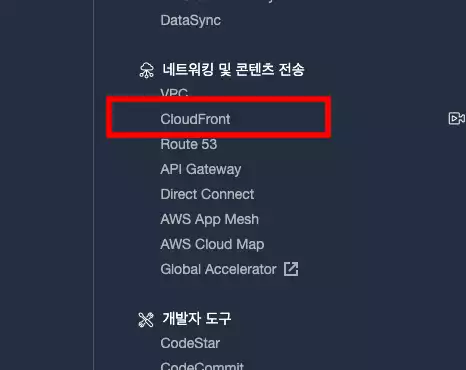 DataSync
네트워킹 및 콘텐츠 전송
VPC
CloudFront
Route 53
API Gateway
Direct Connect
AWS App Mesh
AWS Cloud Map
Global Accelerator
개발자 도구
CodeStar
CodeCommit